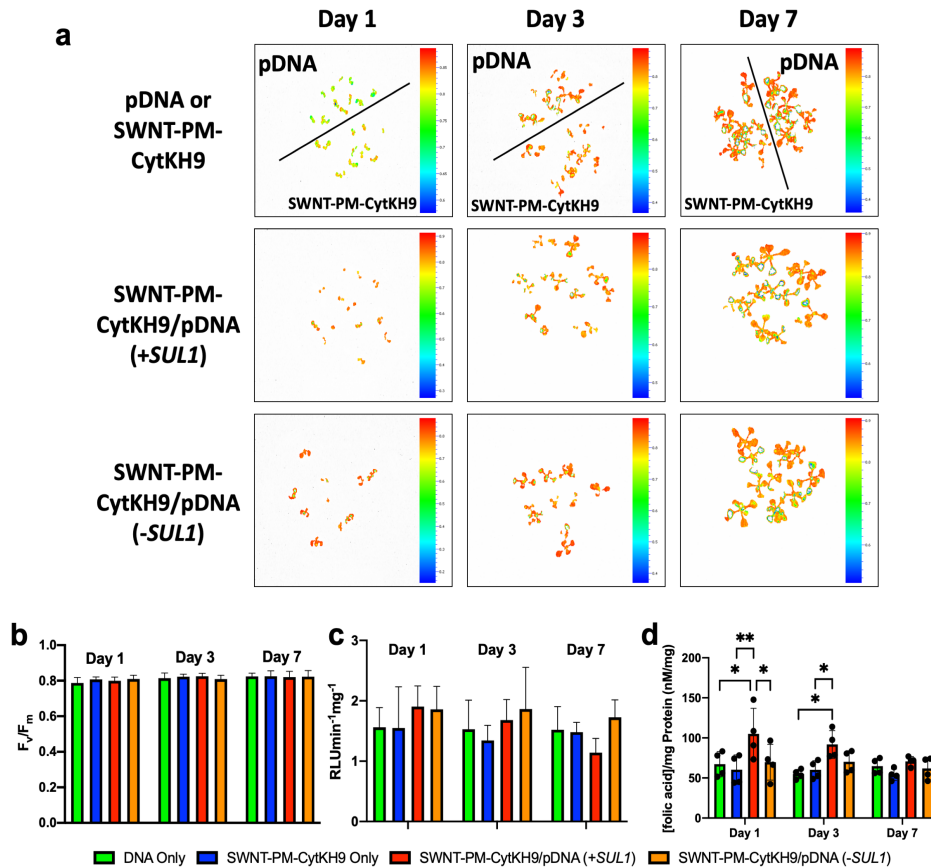 Day 1 Day 3 Day 7
a
pDNA or
SWNT-PM-
CytKH9
pDNA
SWNT-PM-CytKH9
pDNA
SWNT-PM-CytKH9
pDNA
SWNT-PM-CytKH9
SWNT-PM-
CytKH9/pDNA
(+SUL1)
SWNT-PM-
CytKH9/pDNA
(-SUL1)
b
Fv/Fm
1.0
0.8
0.6
0.4
0.2
0.0
Day 1 Day 3 Day 7
c
RLUmin-1mg-1
3
2
1
0
Day 1 Day 3 Day 7
d
[folic acid]/mg Protein (nM/mg)
200
150
100
50
0
** * * * *
Day 1 Day 3 Day 7
DNA Only SWNT-PM-CytKH9 Only SWNT-PM-CytKH9/pDNA (+SUL1) SWNT-PM-CytKH9/pDNA (-SUL1)